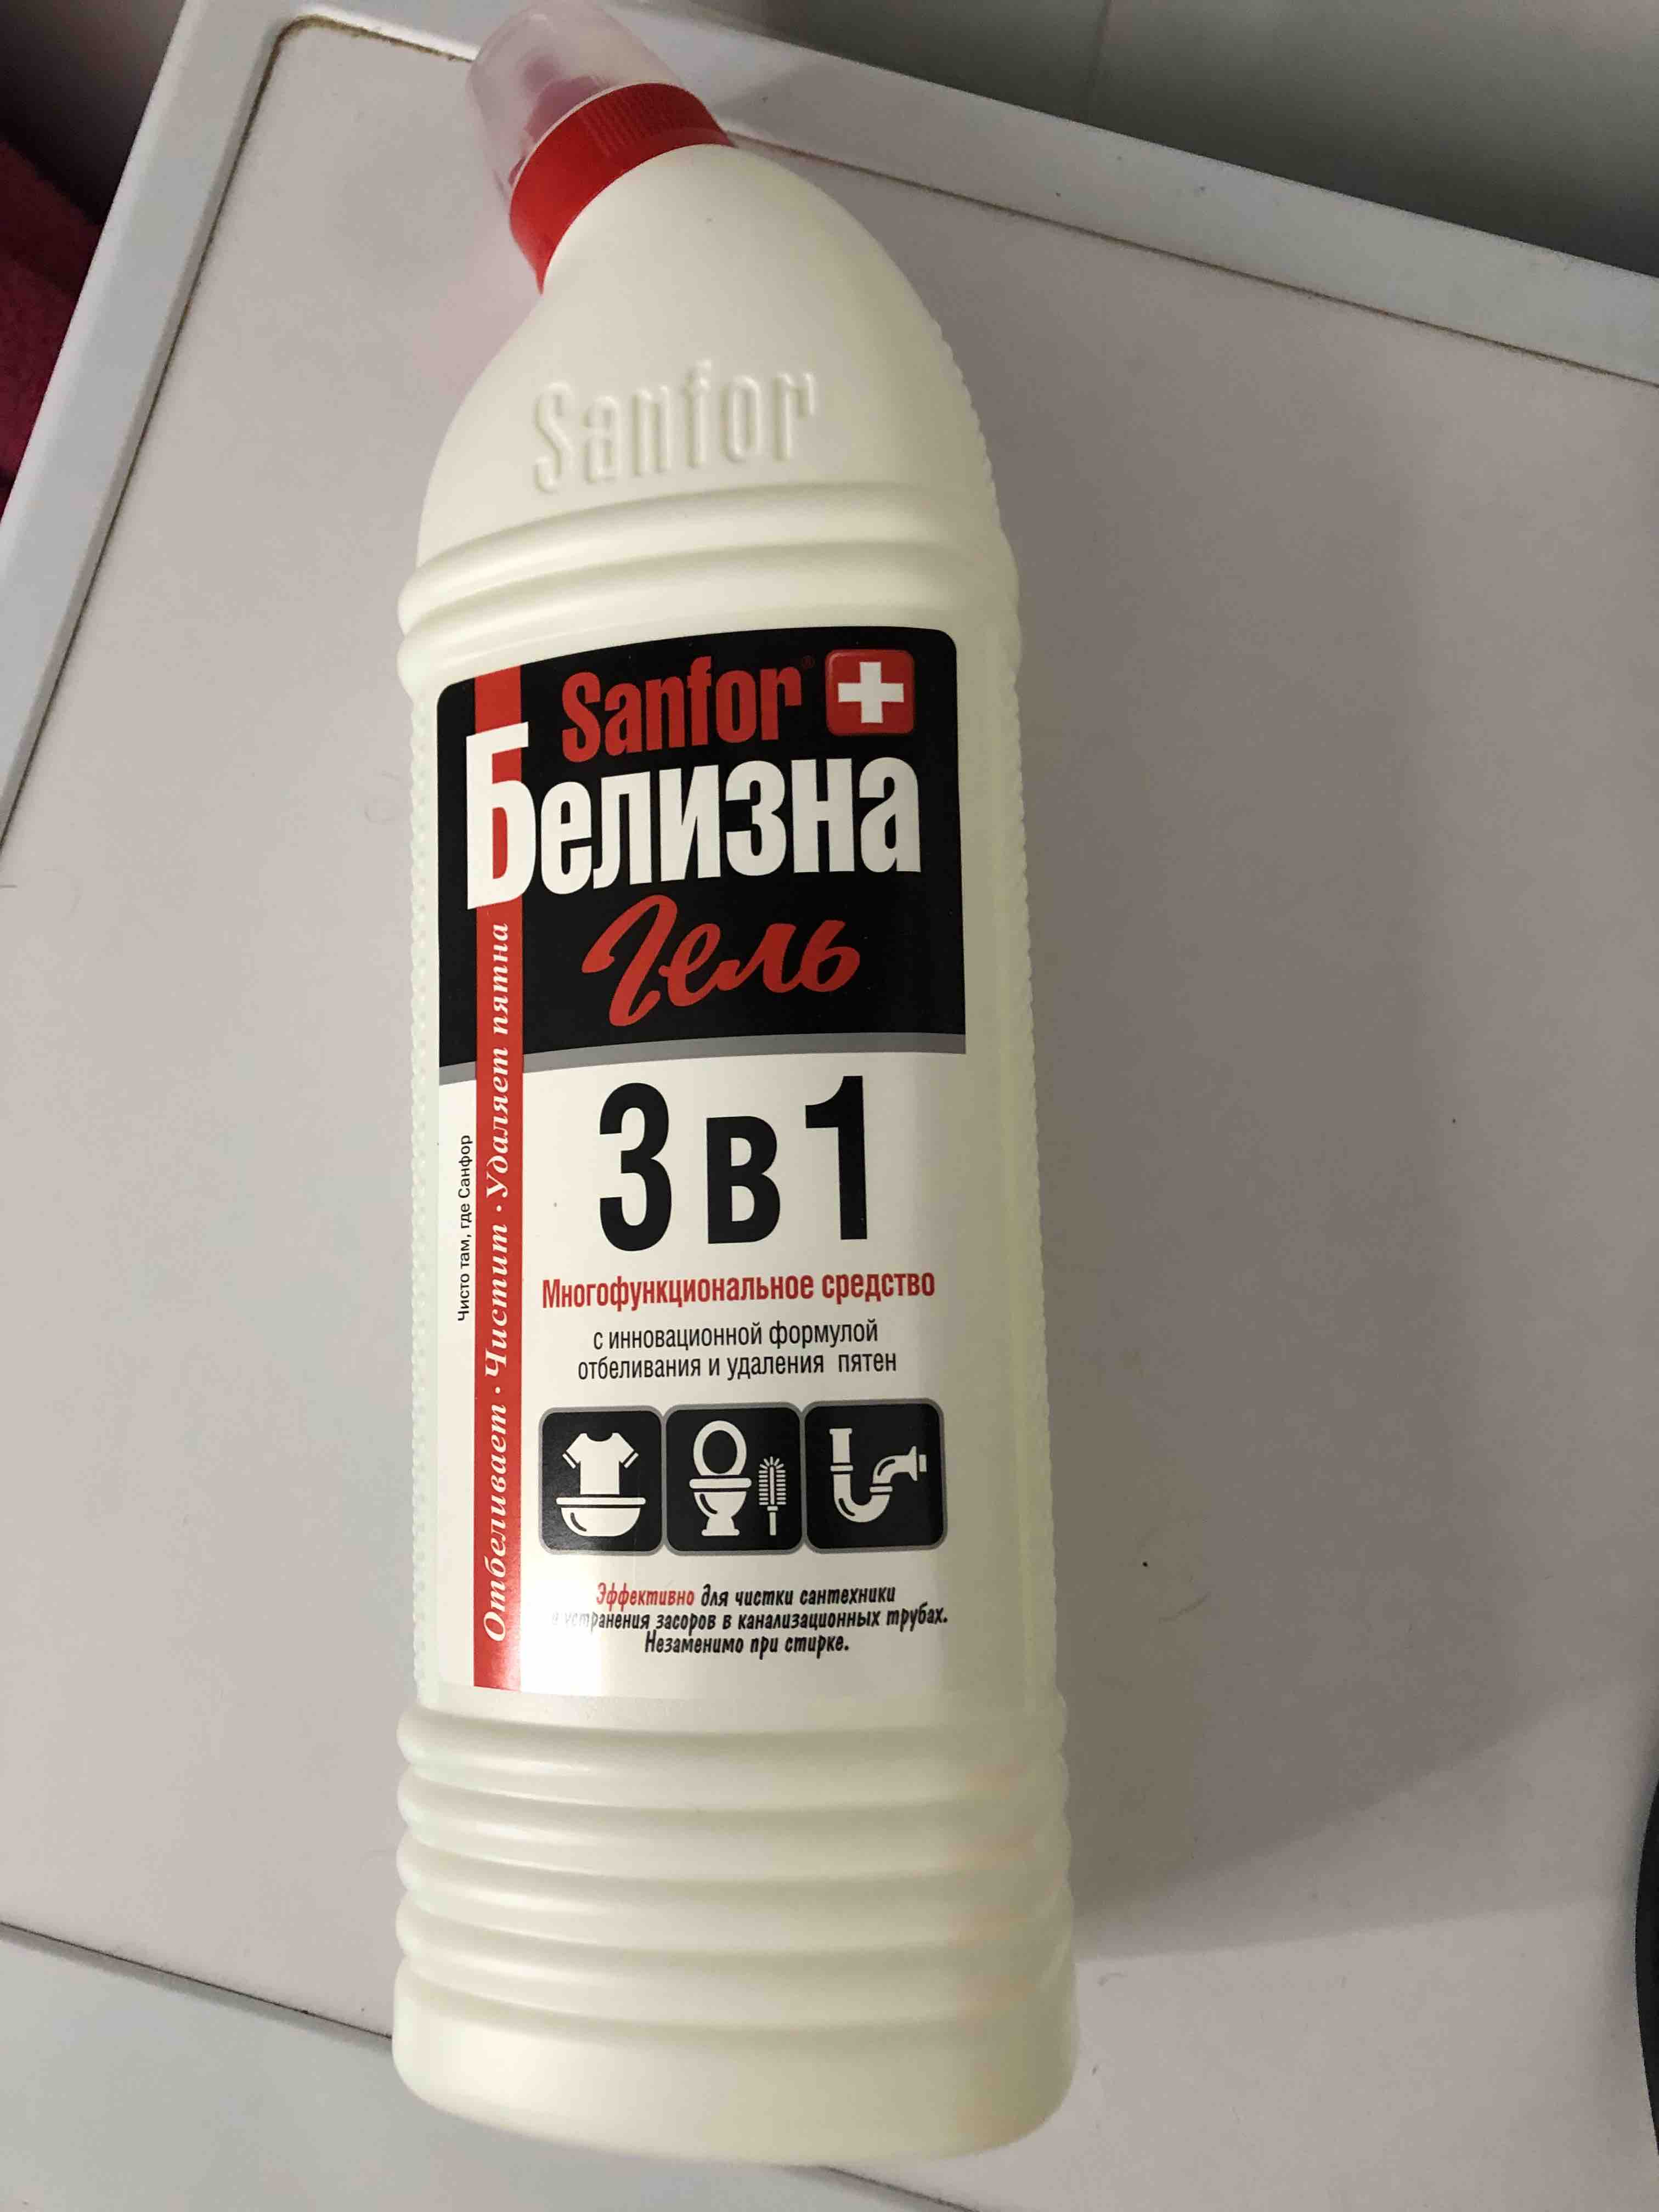 Sanfor
Sanfor®
Белизна
Гель
Отбеливает · Чистит · Удаляет пятна
Чисто там, где Санфор
3 в 1
Многофункциональное средство
с инновационной формулой
отбеливания и удаления пятен
Эффективно для чистки сантехники
и устранения засоров в канализационных трубах.
Незаменимо при стирке.